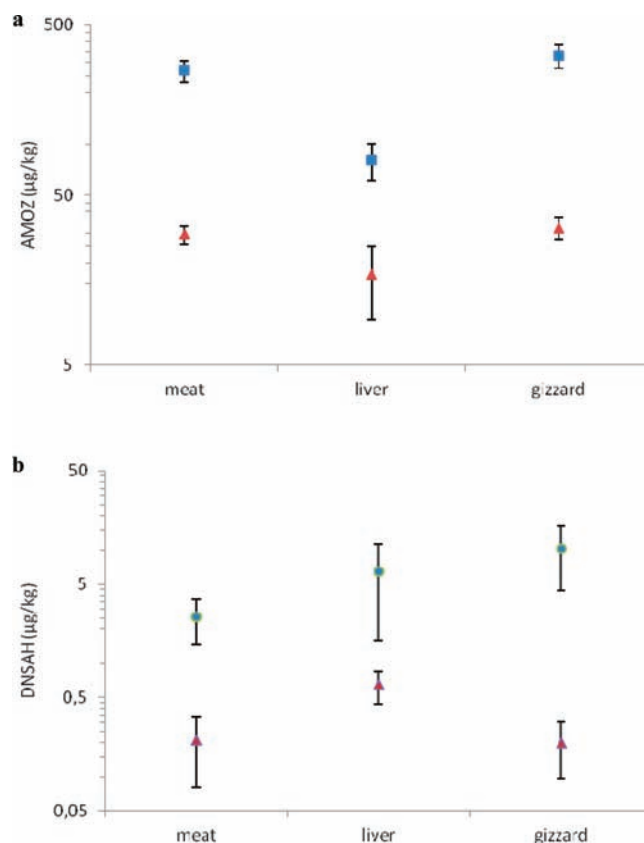 a
500
50
5
AMOZ (µg/kg)
meat liver gizzard
b
50
5
0,5
0,05
DNSAH (µg/kg)
meat liver gizzard